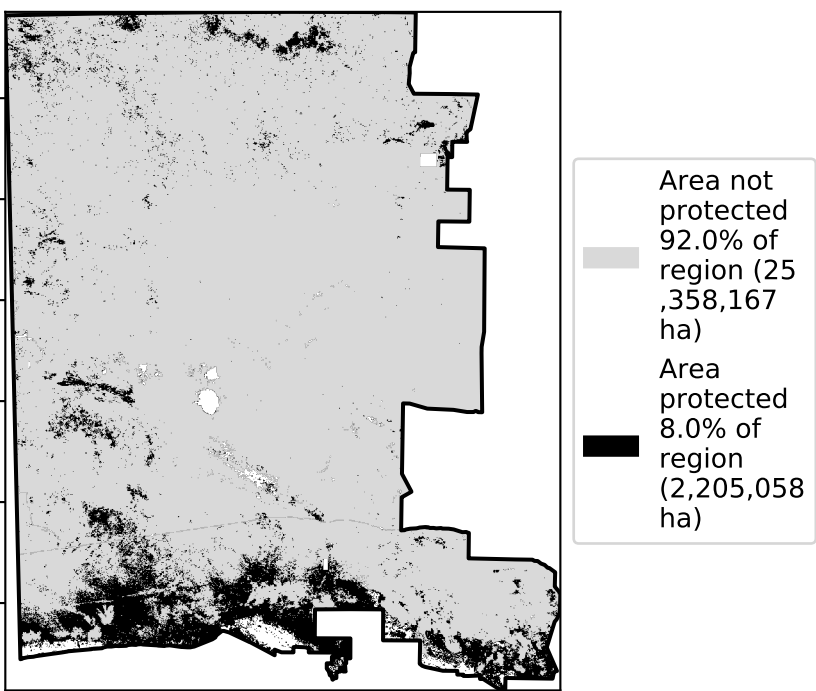 Area not
protected
92.0% of
region (25
,358,167
ha)
Area
protected
8.0% of
region
(2,205,058
ha)